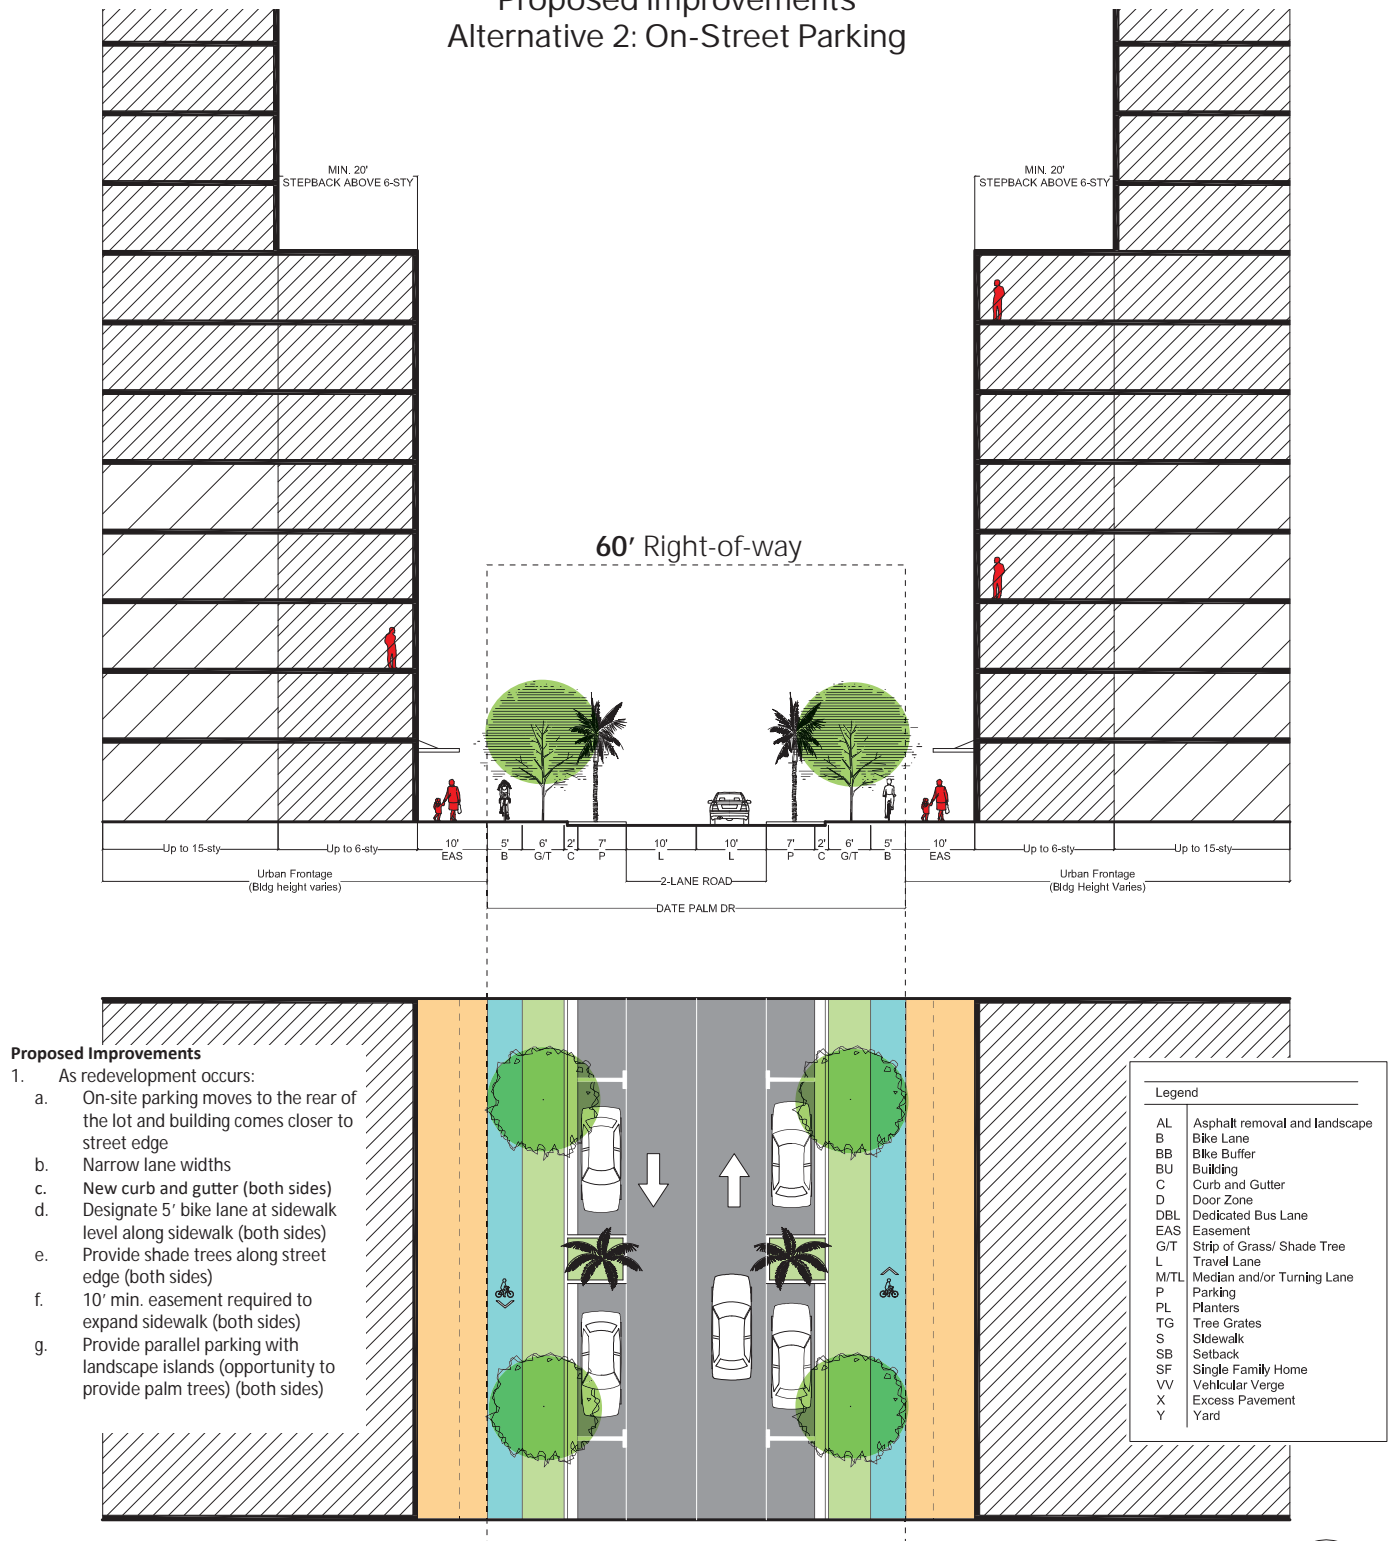 Proposed Improvements
Alternative 2: On-Street Parking
MIN. 20'
STEPBACK ABOVE 6-STY
MIN. 20'
STEPBACK ABOVE 6-STY
60' Right-of-way
10' 5' 6' 2' 7' 10' 10' 7' 2' 6' 5' 10'
EAS B G/T C P L L P C G/T B EAS
Up to 15-sty Up to 6-sty Up to 6-sty Up to 15-sty
Urban Frontage
(Bldg height varies)
2-LANE ROAD
Urban Frontage
(Bldg Height Varies)
DATE PALM DR
Proposed Improvements
1. As redevelopment occurs:
a. On-site parking moves to the rear of
the lot and building comes closer to
street edge
b. Narrow lane widths
c. New curb and gutter (both sides)
d. Designate 5' bike lane at sidewalk
level along sidewalk (both sides)
e. Provide shade trees along street
edge (both sides)
f. 10' min. easement required to
expand sidewalk (both sides)
g. Provide parallel parking with
landscape islands (opportunity to
provide palm trees) (both sides)
Legend
AL Asphalt removal and landscape
B Bike Lane
BB Bike Buffer
BU Building
C Curb and Gutter
D Door Zone
DBL Dedicated Bus Lane
EAS Easement
G/T Strip of Grass/ Shade Tree
L Travel Lane
M/TL Median and/or Turning Lane
P Parking
PL Planters
TG Tree Grates
S Sidewalk
SB Setback
SF Single Family Home
VV Vehicular Verge
X Excess Pavement
Y Yard